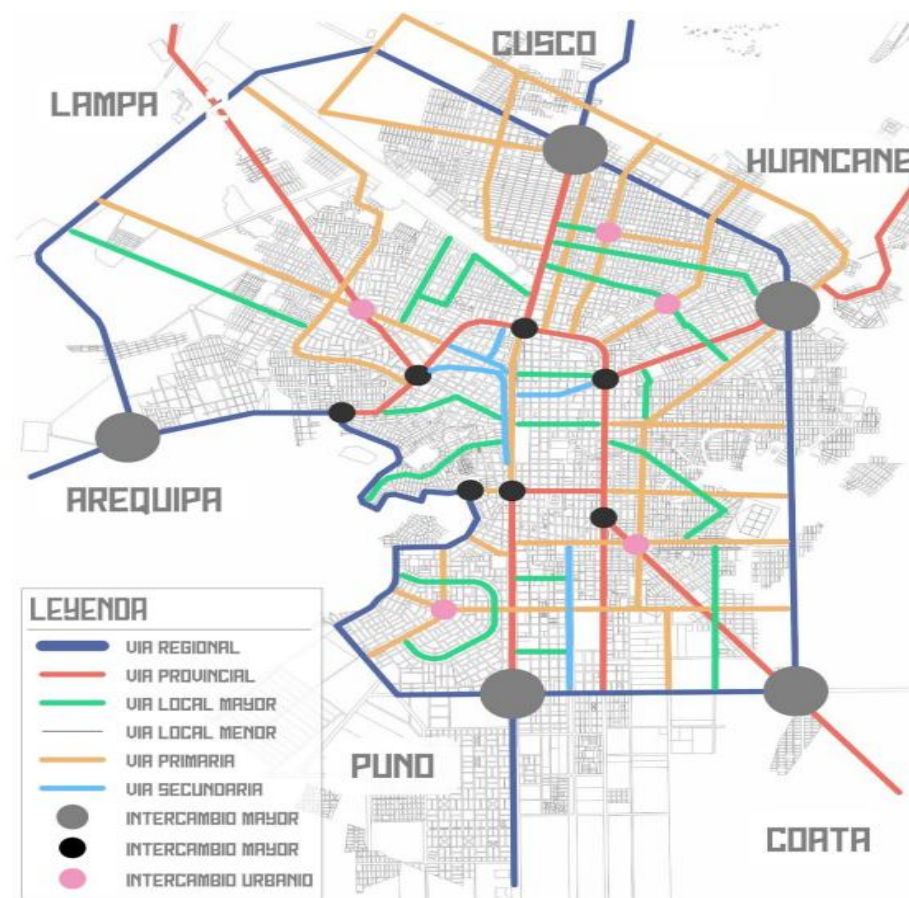 CUSCO
LAMPA
HUANCANE
AREQUIPA
LEYENDA
VIA REGIONAL
VIA PROVINCIAL
VIA LOCAL MAYOR
VIA LOCAL MENOR
VIA PRIMARIA
VIA SECUNDARIA
INTERCAMBIO MAYOR
INTERCAMBIO MAYOR
INTERCAMBIO URBANIO
PUNO
COATA